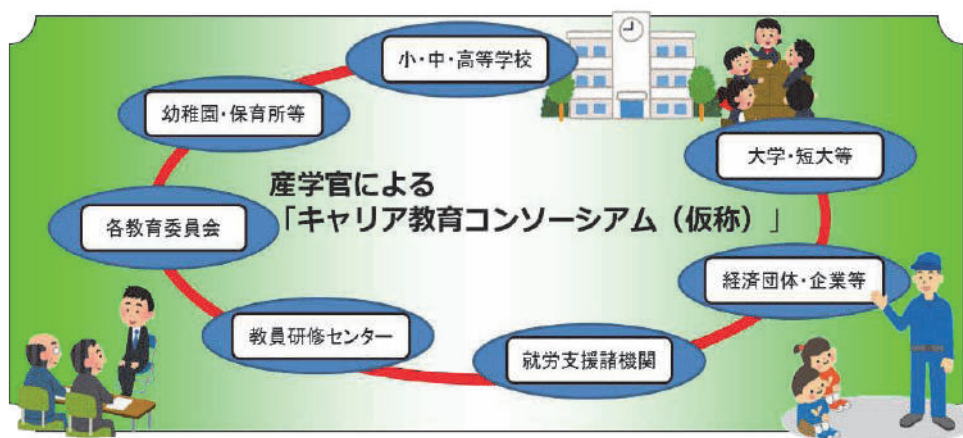 小・中・高等学校
幼稚園・保育所等
大学・短大等
産学官による
「キャリア教育コンソーシアム（仮称）」
各教育委員会
経済団体・企業等
教員研修センター
就労支援諸機関